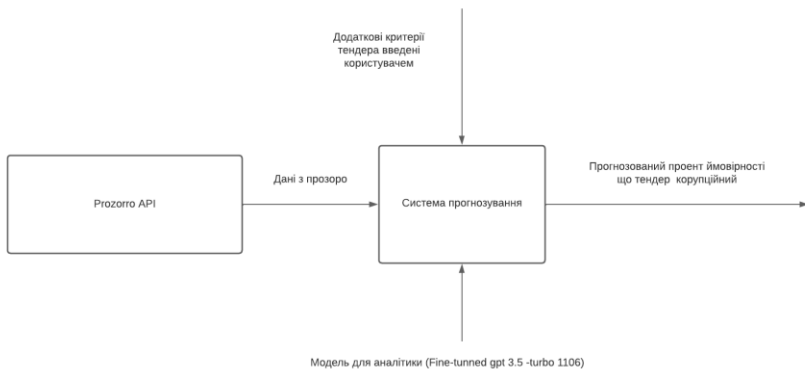 Додаткові критерії
тендера введені
користувачем
Прогнозований проент ймовірності
що тендер корупційний
Дані з прозоро
Prozorro API
Система прогнозування
Модель для аналітики (Fine-tunned gpt 3.5 -turbo 1106)